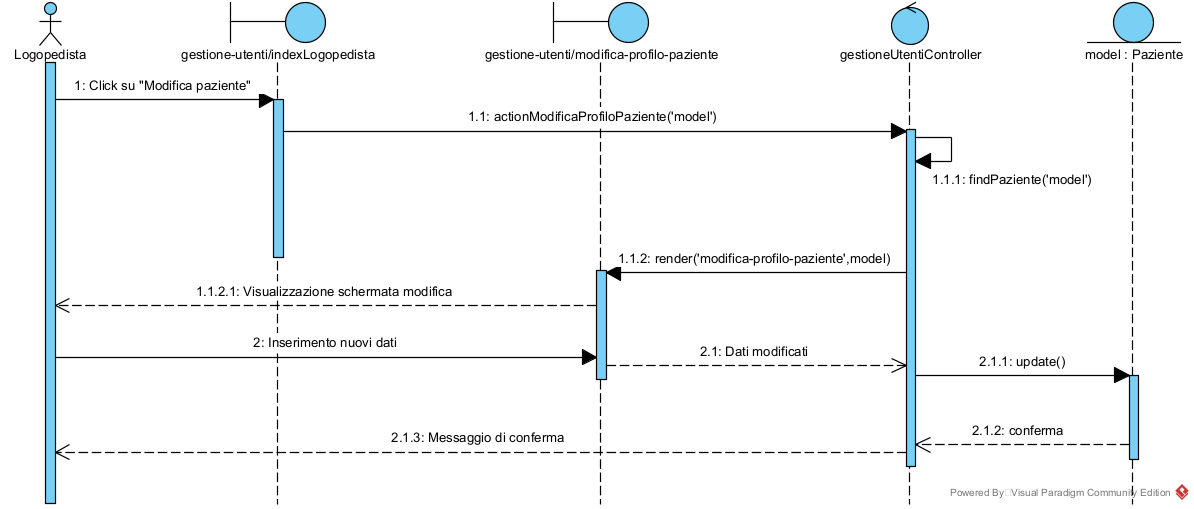 Logopedista
gestione-utenti/indexLogopedista
gestione-utenti/modifica-profilo-paziente
gestioneUtentiController
model : Paziente
1: Click su "Modifica paziente"
1.1: actionModificaProfiloPaziente('model')
1.1.1: findPaziente('model')
1.1.2: render('modifica-profilo-paziente',model)
1.1.2.1: Visualizzazione schermata modifica
2: Inserimento nuovi dati
2.1: Dati modificati
2.1.1: update()
2.1.2: conferma
2.1.3: Messaggio di conferma
Powered By Visual Paradigm Community Edition